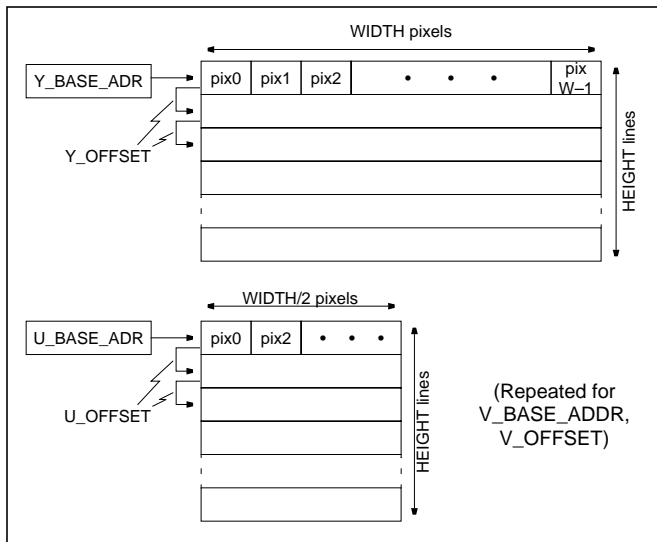 WIDTH pixels
Y_BASE_ADR
pix0 pix1 pix2 • • • pix
W–1
Y_OFFSET
HEIGHT lines
WIDTH/2 pixels
U_BASE_ADR
pix0 pix2 • • •
U_OFFSET
HEIGHT lines
(Repeated for
V_BASE_ADDR,
V_OFFSET)